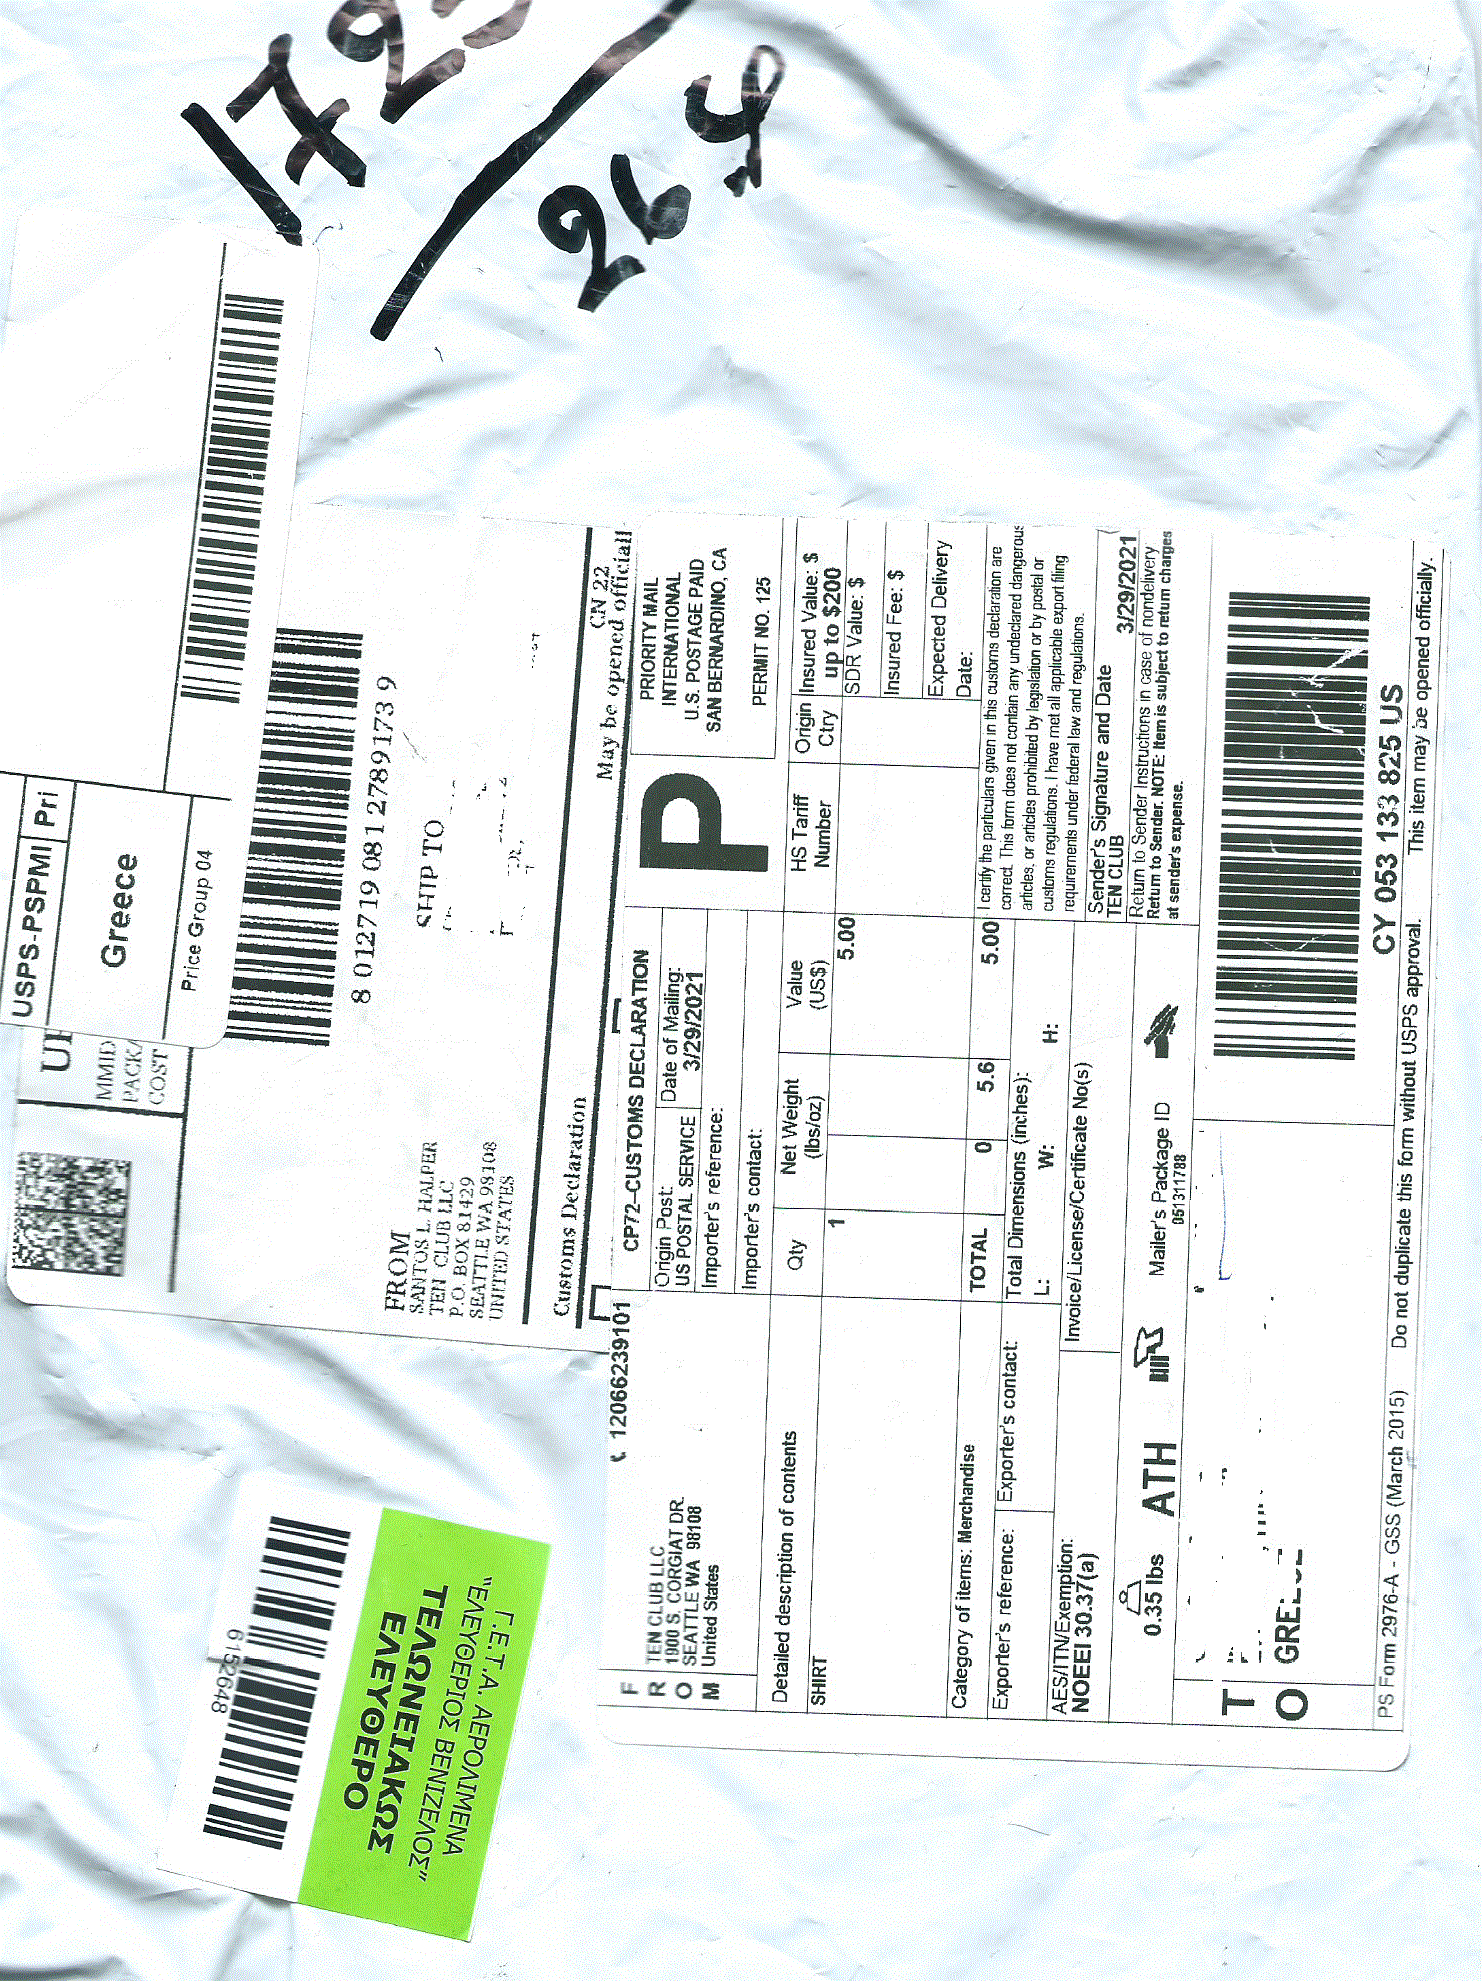 1729
26.4
USPS-PSPMI
Pri
Greece
Price Group 04
MMID
PACKA
COST
8 012719 08127891739
SHIP TO
FROM
SANTOS L. HALPER
TEN CLUB LLC
P.O. BOX 81429
SEATTLE WA 98108
UNITED STATES
Customs Declaration
CN 22
May be opened officiall
12066239101
CP72-CUSTOMS DECLARATION
PRIORITY MAIL
INTERNATIONAL
U.S. POSTAGE PAID
SAN BERNARDINO, CA
PERMIT NO. 125
P
FROM
TEN CLUB LLC
1900 S. CORGIAT DR.
SEATTLE WA 98108
United States
Origin Post:
US POSTAL SERVICE
Date of Mailing:
3/29/2021
Importer's reference:
Importer's contact:
Detailed description of contents
Qty
Net Weight
(lbs/oz)
Value
(US$)
HS Tariff
Number
Origin
Ctry
Insured Value: $
up to $200
SHIRT
1
5.00
SDR Value: $
Insured Fee: $
Expected Delivery
Date:
Category of items: Merchandise
TOTAL
0
5.6
5.00
Exporter's reference:
Exporter's contact:
Total Dimensions (inches):
L:
W:
H:
I certify the particulars given in this customs declaration are
correct. This form does not contain any undeclared dangerous
articles, or articles prohibited by legislation or by postal or
customs regulations. I have met all applicable export filing
requirements under federal law and regulations.
AES/ITN/Exemption:
NOEEI 30.37(a)
Invoice/License/Certificate No(s)
Sender's Signature and Date
TEN CLUB
3/29/2021
Return to Sender Instructions in case of nondelivery
Return to Sender. NOTE: Item is subject to return charges
at sender's expense.
0.35 lbs
ATH
Mailer's Package ID
051311788
TO
GREECE
CY 053 133 825 US
PS Form 2976-A - GSS (March 2015)
Do not duplicate this form without USPS approval.
This item may be opened officially.
6152648
Γ.Ε.Τ.Α. ΑΕΡΟΛΙΜΕΝΑ
"ΕΛΕΥΘΕΡΙΟΣ ΒΕΝΙΖΕΛΟΣ"
ΤΕΛΩΝΕΙΑΚΩΣ
ΕΛΕΥΘΕΡΟ